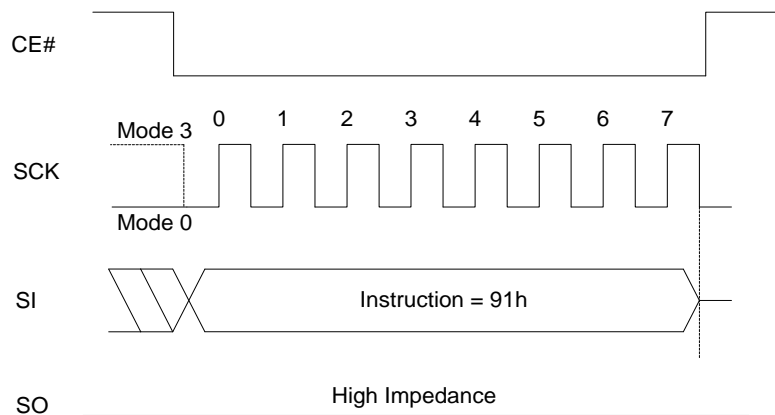 CE#
0 1 2 3 4 5 6 7
Mode 3
SCK
Mode 0
SI
Instruction = 91h
High Impedance
SO